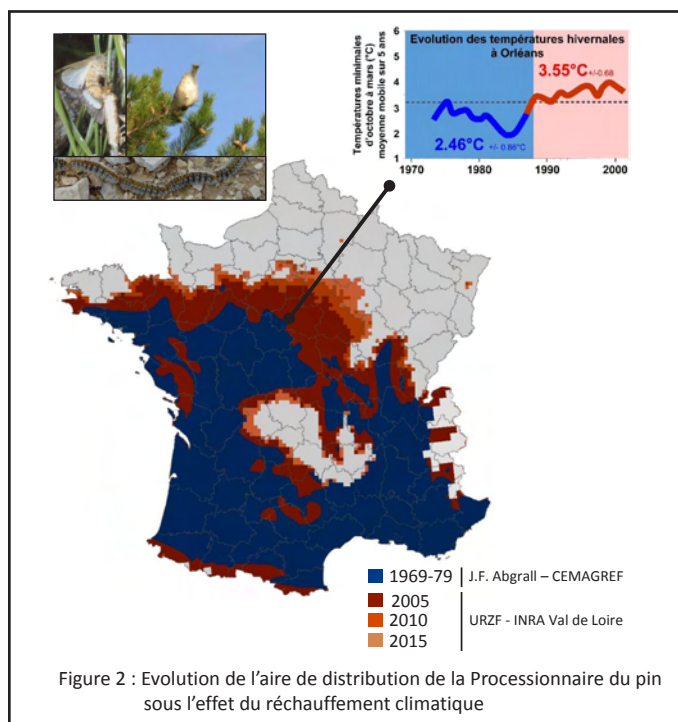 Evolution des températures hivernales
à Orléans
Températures minimales
d'octobre à mars (°C)
moyenne mobile sur 5 ans
6
5
4
3
2
1
3.55°C +/-0.68
2.46°C +/- 0.86°C
1970 1980 1990 2000
1969-79 J.F. Abgrall – CEMAGREF
2005
2010 URZF - INRA Val de Loire
2015
Figure 2 : Evolution de l'aire de distribution de la Processionnaire du pin
sous l'effet du réchauffement climatique